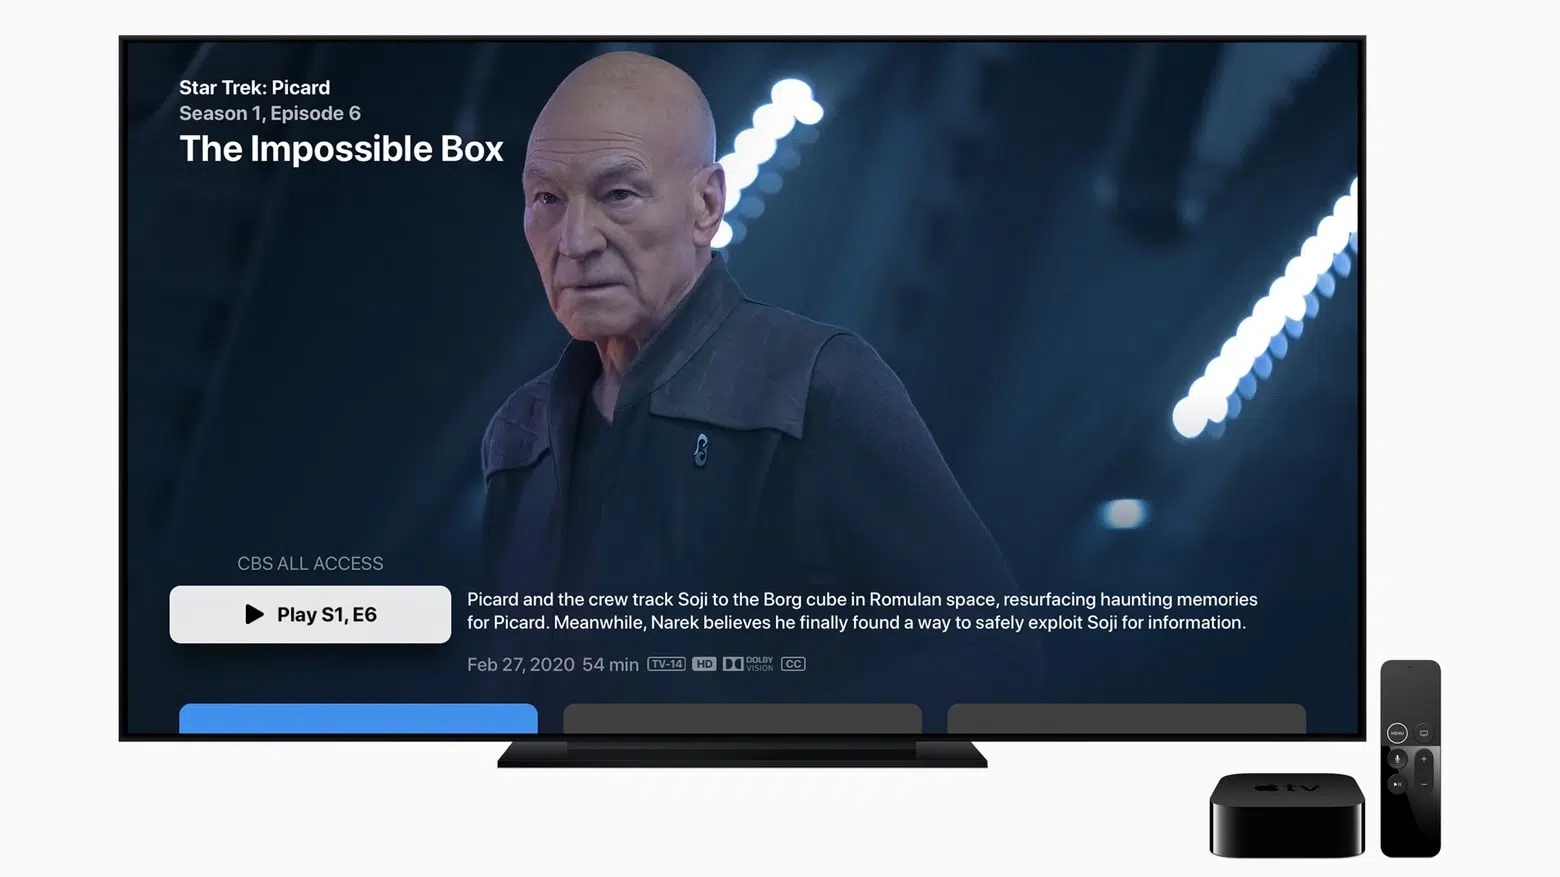 Star Trek: Picard
Season 1, Episode 6
The Impossible Box
CBS ALL ACCESS
Play S1, E6
Picard and the crew track Soji to the Borg cube in Romulan space, resurfacing haunting memories
for Picard. Meanwhile, Narek believes he finally found a way to safely exploit Soji for information.
Feb 27, 2020 54 min TV-14 HD DOLBY VISION CC
MENU
tv